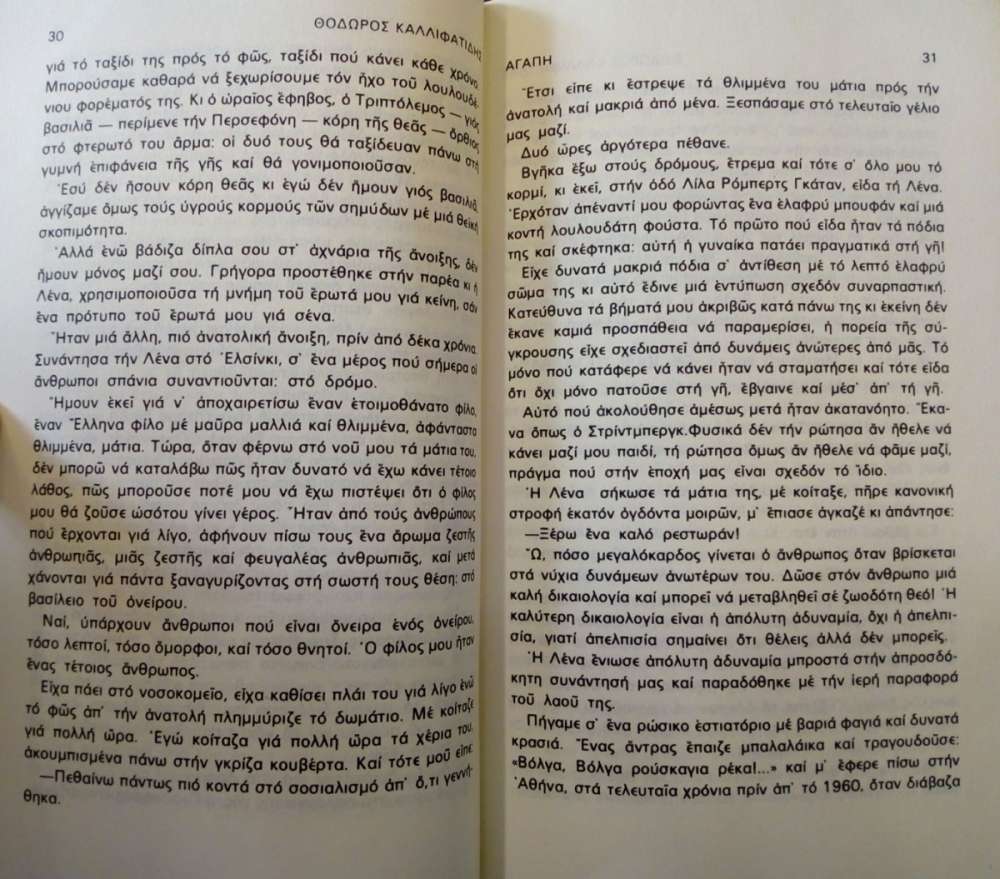 30
ΘΟΔΩΡΟΣ ΚΑΛΛΙΦΑΤΙΔΗΣ
γιά τό ταξίδι της πρός τό φῶς, ταξίδι πού κάνει κάθε χρόνο.
Μπορούσαμε καθαρά νά ξεχωρίσουμε τόν ἦχο τοῦ λουλουδέ-
νιου φορέματός της. Κι ὁ ὡραῖος ἔφηβος, ὁ Τριπτόλεμος — γιός
βασιλιᾶ — περίμενε τήν Περσεφόνη — κόρη τῆς θεᾶς — ὄρθιος
στό φτερωτό του ἅρμα: οἱ δυό τους θά ταξίδευαν πάνω στή
γυμνή ἐπιφάνεια τῆς γῆς καί θά γονιμοποιοῦσαν.
Ἐσύ δέν ἤσουν κόρη θεᾶς κι ἐγώ δέν ἤμουν γιός βασιλιᾶ,
ἀγγίζαμε ὅμως τούς ὑγρούς κορμούς τῶν σημύδων μέ μιά θεϊκή
σκοπιμότητα.
Ἀλλά ἐνῶ βάδιζα δίπλα σου στ' ἀχνάρια τῆς ἄνοιξης, δέν
ἤμουν μόνος μαζί σου. Γρήγορα προστέθηκε στήν παρέα κι ἡ
Λένα, χρησιμοποιοῦσα τή μνήμη τοῦ ἔρωτά μου γιά κείνη, σάν
ἕνα πρότυπο τοῦ ἔρωτά μου γιά σένα.
Ἦταν μιά ἄλλη, πιό ἀνατολική ἄνοιξη, πρίν ἀπό δέκα χρόνια.
Συνάντησα τήν Λένα στό Ἐλσίνκι, σ' ἕνα μέρος πού σήμερα οἱ
ἄνθρωποι σπάνια συναντιοῦνται: στό δρόμο.
Ἤμουν ἐκεῖ γιά ν' ἀποχαιρετίσω ἕναν ἑτοιμοθάνατο φίλο,
ἕναν Ἕλληνα φίλο μέ μαῦρα μαλλιά καί θλιμμένα, ἀφάνταστα
θλιμμένα, μάτια. Τώρα, ὅταν φέρνω στό νοῦ μου τά μάτια του,
δέν μπορῶ νά καταλάβω πῶς ἦταν δυνατό νά ἔχω κάνει τέτοιο
λάθος, πῶς μποροῦσε ποτέ μου νά ἔχω πιστέψει ὅτι ὁ φίλος
μου θά ζοῦσε ὡσότου γίνει γέρος. Ἦταν ἀπό τούς ἀνθρώπους
πού ἔρχονται γιά λίγο, ἀφήνουν πίσω τους ἕνα ἄρωμα ζεστῆς
ἀνθρωπιᾶς, μιᾶς ζεστῆς καί φευγαλέας ἀνθρωπιᾶς, καί μετά
χάνονται γιά πάντα ξαναγυρίζοντας στή σωστή τους θέση: στό
βασίλειο τοῦ ὀνείρου.
Ναί, ὑπάρχουν ἄνθρωποι πού εἶναι ὄνειρα ἑνός ὀνείρου,
τόσο λεπτοί, τόσο ὄμορφοι, καί τόσο θνητοί. Ὁ φίλος μου ἦταν
ἕνας τέτοιος ἄνθρωπος.
Εἶχα πάει στό νοσοκομεῖο, εἶχα καθίσει πλάι του γιά λίγο ἐνῶ
τό φῶς ἀπ' τήν ἀνατολή πλημμύριζε τό δωμάτιο. Μέ κοίταζε
γιά πολλή ὥρα. Ἐγώ κοίταζα γιά πολλή ὥρα τά χέρια του,
ἀκουμπισμένα πάνω στήν γκρίζα κουβέρτα. Καί τότε μοῦ εἶπε:
—Πεθαίνω πάντως πιό κοντά στό σοσιαλισμό ἀπ' ὅ,τι γεννή-
θηκα.
ΑΓΑΠΗ
31
Ἔτσι εἶπε κι ἔστρεψε τά θλιμμένα του μάτια πρός τήν
ἀνατολή καί μακριά ἀπό μένα. Ξεσπάσαμε στό τελευταῖο γέλιο
μας μαζί.
Δυό ὧρες ἀργότερα πέθανε.
Βγῆκα ἔξω στούς δρόμους, ἔτρεμα καί τότε σ' ὅλο μου τό
κορμί, κι ἐκεῖ, στήν ὁδό Λίλα Ρόμπερτς Γκάταν, εἶδα τή Λένα.
Ἐρχόταν ἀπέναντί μου φορώντας ἕνα ἐλαφρύ μπουφάν καί μιά
κοντή λουλουδάτη φούστα. Τό πρῶτο πού εἶδα ἦταν τά πόδια
της καί σκέφτηκα: αὐτή ἡ γυναίκα πατάει πραγματικά στή γῆ!
Εἶχε δυνατά μακριά πόδια σ' ἀντίθεση μέ τό λεπτό ἐλαφρύ
σῶμα της κι αὐτό ἔδινε μιά ἐντύπωση σχεδόν συναρπαστική.
Κατεύθυνα τά βήματά μου ἀκριβῶς κατά πάνω της κι ἐκείνη δέν
ἔκανε καμιά προσπάθεια νά παραμερίσει, ἡ πορεία τῆς σύ-
γκρουσης εἶχε σχεδιαστεῖ ἀπό δυνάμεις ἀνώτερες ἀπό μᾶς. Τό
μόνο πού κατάφερε νά κάνει ἦταν νά σταματήσει καί τότε εἶδα
ὅτι ὄχι μόνο πατοῦσε στή γῆ, ἔβγαινε καί μέσ' ἀπ' τή γῆ.
Αὐτό πού ἀκολούθησε ἀμέσως μετά ἦταν ἀκατανόητο. Ἔκα-
να ὅπως ὁ Στρίντμπεργκ.Φυσικά δέν τήν ρώτησα ἄν ἤθελε νά
κάνει μαζί μου παιδί, τή ρώτησα ὅμως ἄν ἤθελε νά φᾶμε μαζί,
πράγμα πού στήν ἐποχή μας εἶναι σχεδόν τό ἴδιο.
Ἡ Λένα σήκωσε τά μάτια της, μέ κοίταξε, πῆρε κανονική
στροφή ἑκατόν ὀγδόντα μοιρῶν, μ' ἔπιασε ἀγκαζέ κι ἀπάντησε:
—Ξέρω ἕνα καλό ρεστωράν!
Ὤ, πόσο μεγαλόκαρδος γίνεται ὁ ἄνθρωπος ὅταν βρίσκεται
στά νύχια δυνάμεων ἀνωτέρων του. Δῶσε στόν ἄνθρωπο μιά
καλή δικαιολογία καί μπορεῖ νά μεταβληθεῖ σέ ζωοδότη θεό! Ἡ
καλύτερη δικαιολογία εἶναι ἡ ἀπόλυτη ἀδυναμία, ὄχι ἡ ἀπελπι-
σία, γιατί ἀπελπισία σημαίνει ὅτι θέλεις ἀλλά δέν μπορεῖς.
Ἡ Λένα ἔνιωσε ἀπόλυτη ἀδυναμία μπροστά στήν ἀπροσδό-
κητη συνάντησή μας καί παραδόθηκε μέ τήν ἱερή παραφορά
τοῦ λαοῦ της.
Πήγαμε σ' ἕνα ρώσικο ἑστιατόριο μέ βαριά φαγιά καί δυνατά
κρασιά. Ἕνας ἄντρας ἔπαιζε μπαλαλάικα καί τραγουδοῦσε:
«Βόλγα, Βόλγα ρούσκαγια ρέκα!...» καί μ' ἔφερε πίσω στήν
Ἀθήνα, στά τελευταῖα χρόνια πρίν ἀπ' τό 1960, ὅταν διάβαζα